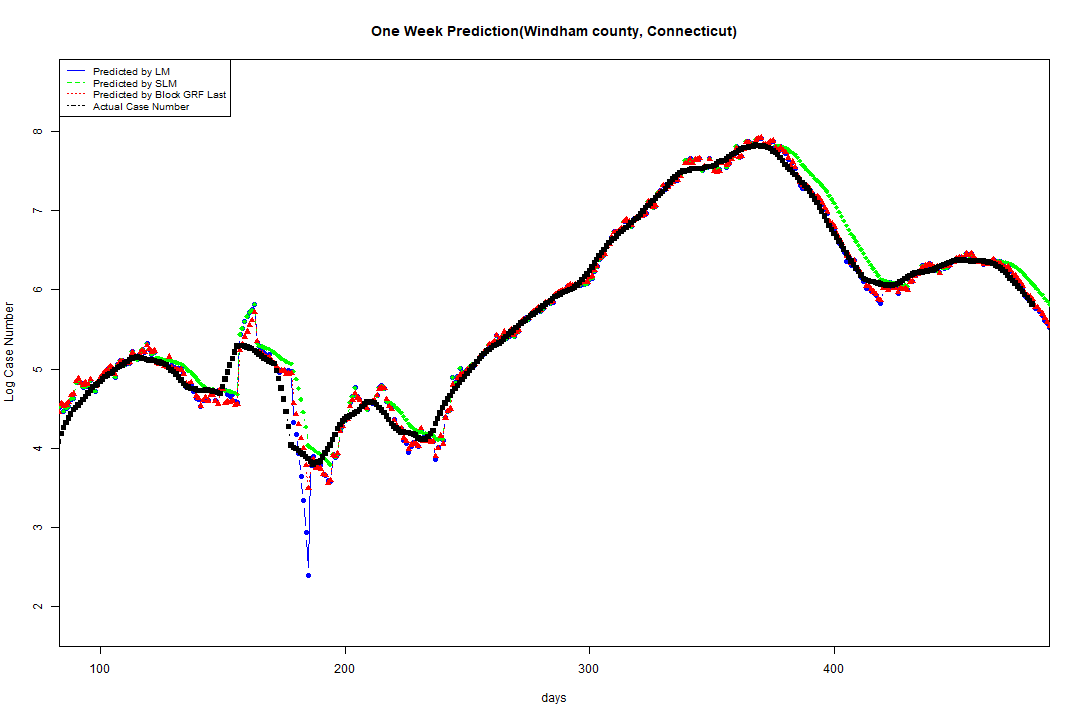 One Week Prediction(Windham county, Connecticut)
Predicted by LM
Predicted by SLM
Predicted by Block GRF Last
Actual Case Number
8
7
6
5
4
3
2
Log Case Number
100 200 300 400
days